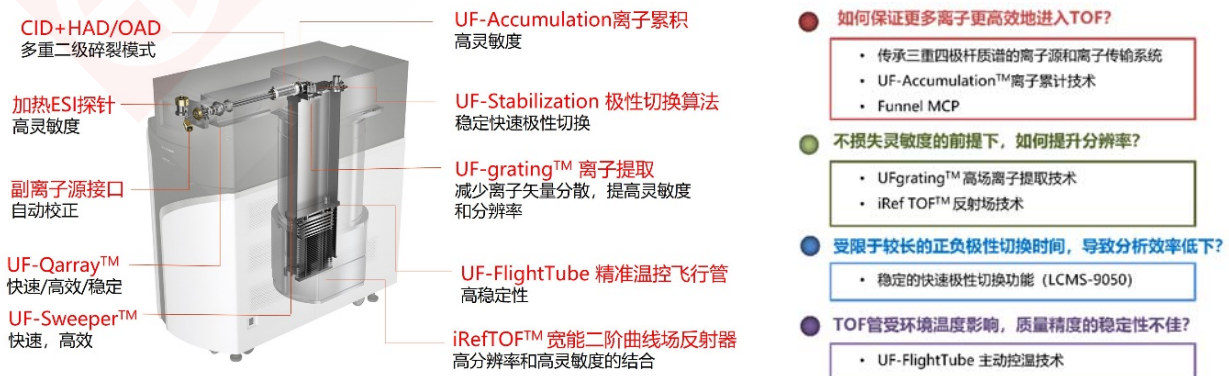 CID+HAD/OAD
多重二级碎裂模式
加热ESI探针
高灵敏度
副离子源接口
自动校正
UF-Qarray™
快速/高效/稳定
UF-Sweeper™
快速，高效
UF-Accumulation离子累积
高灵敏度
UF-Stabilization 极性切换算法
稳定快速极性切换
UF-grating™ 离子提取
减少离子矢量分散，提高灵敏度
和分辨率
UF-FlightTube 精准温控飞行管
高稳定性
iRefTOF™ 宽能二阶曲线场反射器
高分辨率和高灵敏度的结合
如何保证更多离子更高效地进入TOF？
• 传承三重四极杆质谱的离子源和离子传输系统
• UF-Accumulation™离子累计技术
• Funnel MCP
不损失灵敏度的前提下，如何提升分辨率？
• UFgrating™ 高场离子提取技术
• iRef TOF™ 反射场技术
受限于较长的正负极性切换时间，导致分析效率低下？
• 稳定的快速极性切换功能（LCMS-9050）
TOF管受环境温度影响，质量精度的稳定性不佳？
• UF-FlightTube 主动控温技术